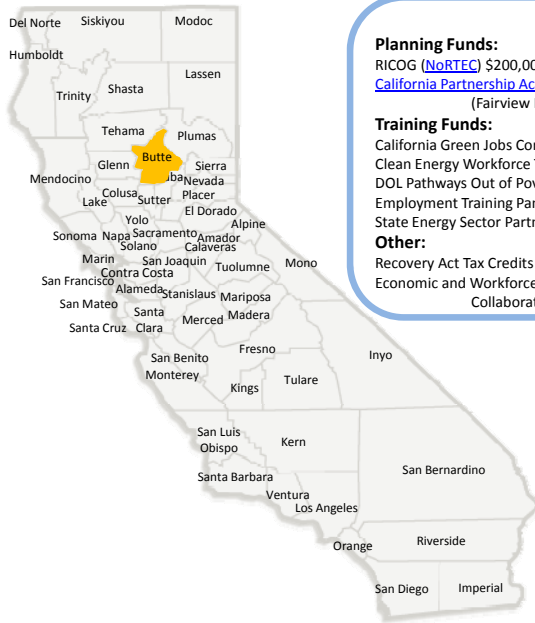 Del Norte
Siskiyou
Modoc
Humboldt
Trinity
Shasta
Lassen
Tehama
Plumas
Mendocino
Glenn
Butte
Sierra
Colusa
Nevada
Lake
Sutter
Placer
Yolo
El Dorado
Alpine
Sonoma
Napa
Sacramento
Amador
Solano
Calaveras
Marin
San Joaquin
Tuolumne
Mono
Contra Costa
San Francisco
Alameda
Stanislaus
Mariposa
San Mateo
Santa
Clara
Merced
Madera
Santa Cruz
Fresno
San Benito
Monterey
Inyo
Kings
Tulare
San Luis
Obispo
Kern
San Bernardino
Santa Barbara
Ventura
Los Angeles
Orange
Riverside
San Diego
Imperial
Planning Funds:
RICOG (NoRTEC) $200,00
California Partnership Ac
(Fairview
Training Funds:
California Green Jobs Cor
Clean Energy Workforce
DOL Pathways Out of Pov
Employment Training Par
State Energy Sector Partn
Other:
Recovery Act Tax Credits
Economic and Workforce
Collaborat